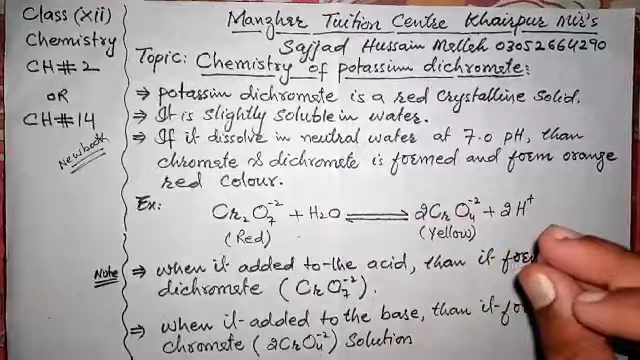 Class (xii)
Chemistry
CH#2
OR
CH#14
New book
Manzher Tuition Centre Khairpur Mir's
Sajjad Hussain Melleh 03052664290
Topic: Chemistry of potassium dichromate:
⇒ potassium dichromate is a red crystalline solid.
⇒ It is slightly soluble in water.
⇒ If it dissolve in neutral water at 7.0 pH, than
chromate & dichromate is formed and form orange
red colour.
Ex: Cr₂O₇⁻² + H₂O ⇌ 2CrO₄⁻² + 2H⁺
(Red) (Yellow)
Note ⇒ when it added to the acid, than it
dichromate (Cr₂O₇⁻²).
⇒ when it added to the base, than it
chromate (2CrO₄⁻²) Solution